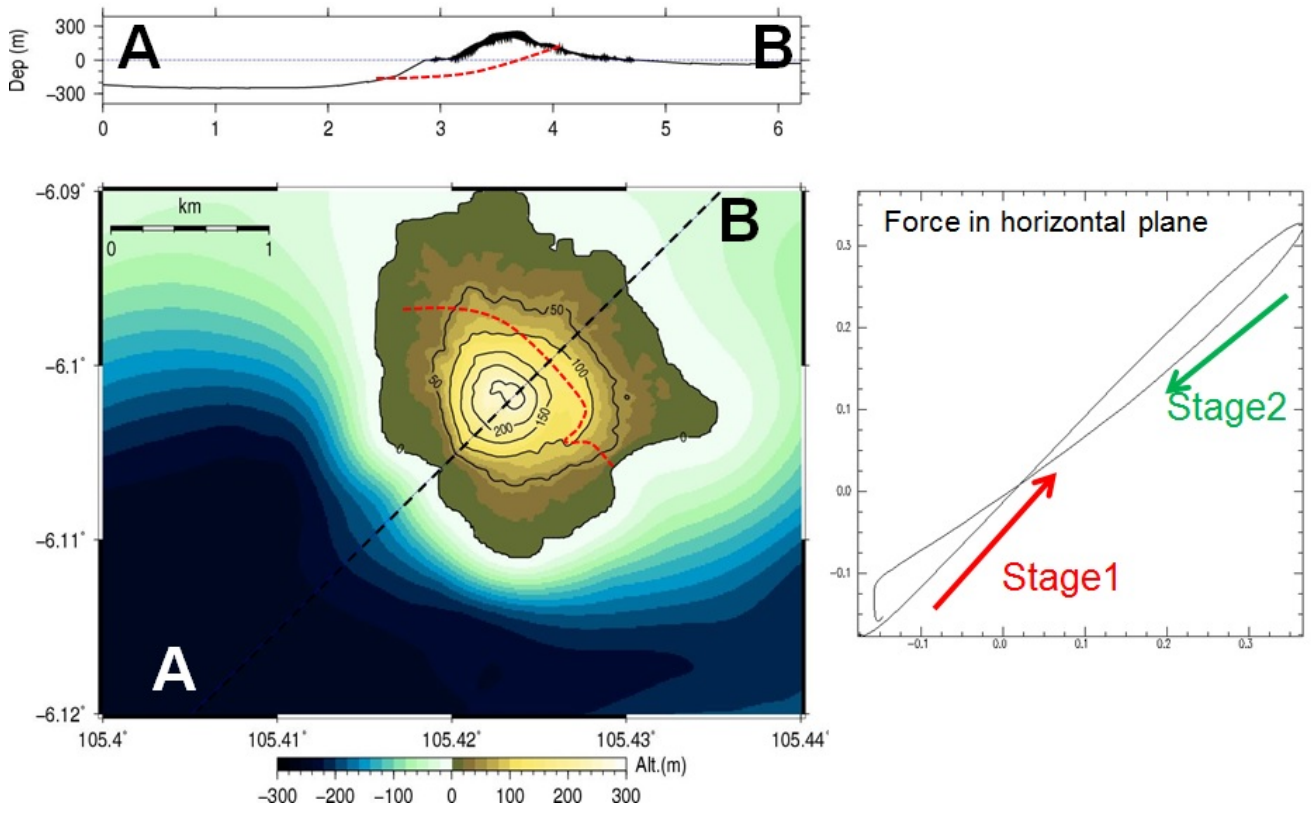 Dep (m)
300
0
−300
A
B
0 1 2 3 4 5 6
−6.09˚
−6.1˚
−6.11˚
−6.12˚
km
0 1
B
50
100
50
150
200
0
0
A
105.4˚ 105.41˚ 105.42˚ 105.43˚ 105.44˚
Alt.(m)
−300 −200 −100 0 100 200 300
Force in horizontal plane
0.3
0.2
0.1
0.0
−0.1
Stage2
Stage1
−0.1 0.0 0.1 0.2 0.3